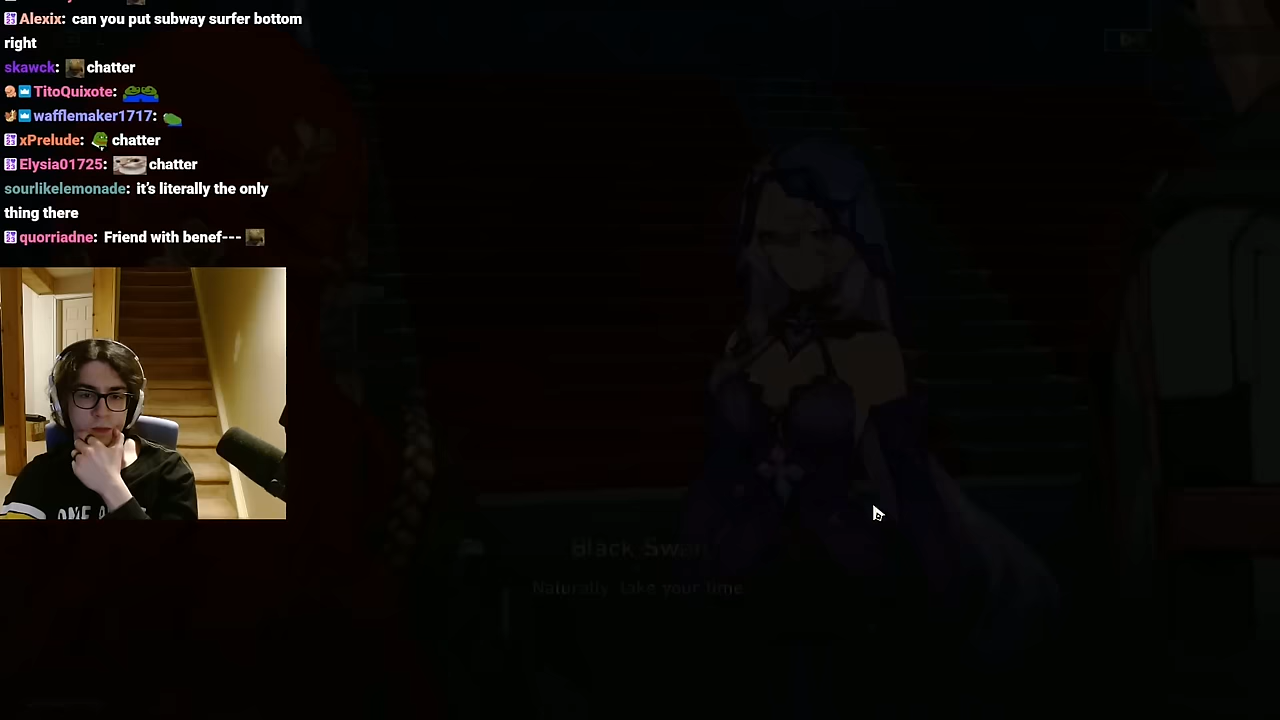 Alexix: can you put subway surfer bottom
right
skawck: chatter
TitoQuixote:
wafflemaker1717:
xPrelude: chatter
Elysia01725: chatter
sourlikelemonade: it’s literally the only
thing there
quorriadne: Friend with benef---
Black Swan
Naturally, take your time